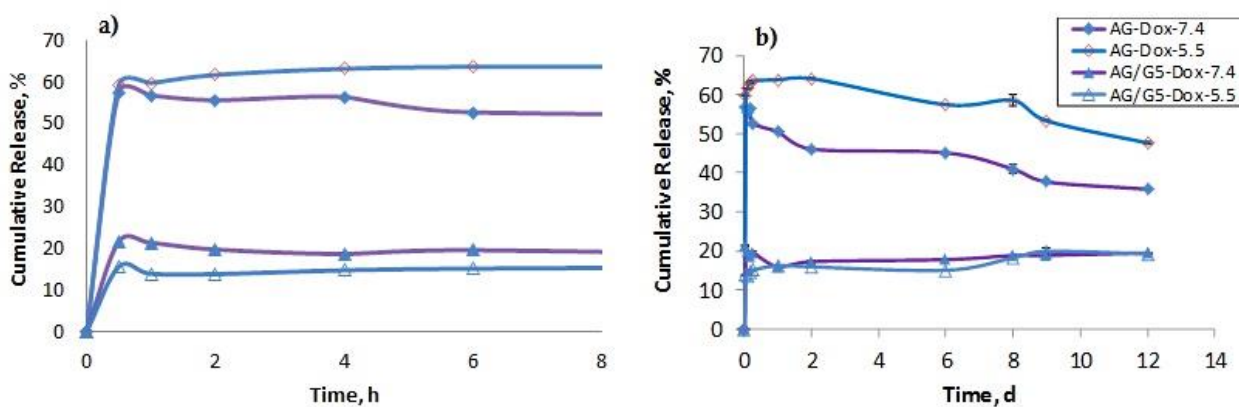 a)
Cumulative Release, %
70
60
50
40
30
20
10
0
0 2 4 6 8
Time, h
b)
AG-Dox-7.4
AG-Dox-5.5
AG/G5-Dox-7.4
AG/G5-Dox-5.5
Cumulative Release, %
70
60
50
40
30
20
10
0
0 2 4 6 8 10 12 14
Time, d